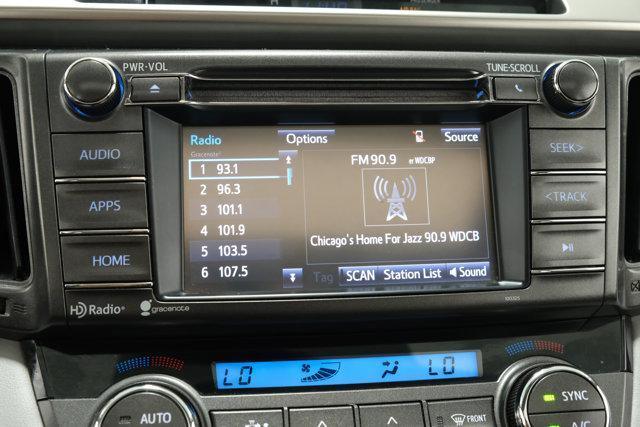 PWR-VOL
TUNE-SCROLL
AUDIO
APPS
HOME
SEEK>
<TRACK
Radio
Options
Source
Gracenote
1 93.1
2 96.3
3 101.1
4 101.9
5 103.5
6 107.5
FM 90.9
Chicago's Home For Jazz 90.9 WDCB
Tag SCAN Station List Sound
HD Radio
gracenote
100325
LO LO
AUTO
FRONT
SYNC
A/C